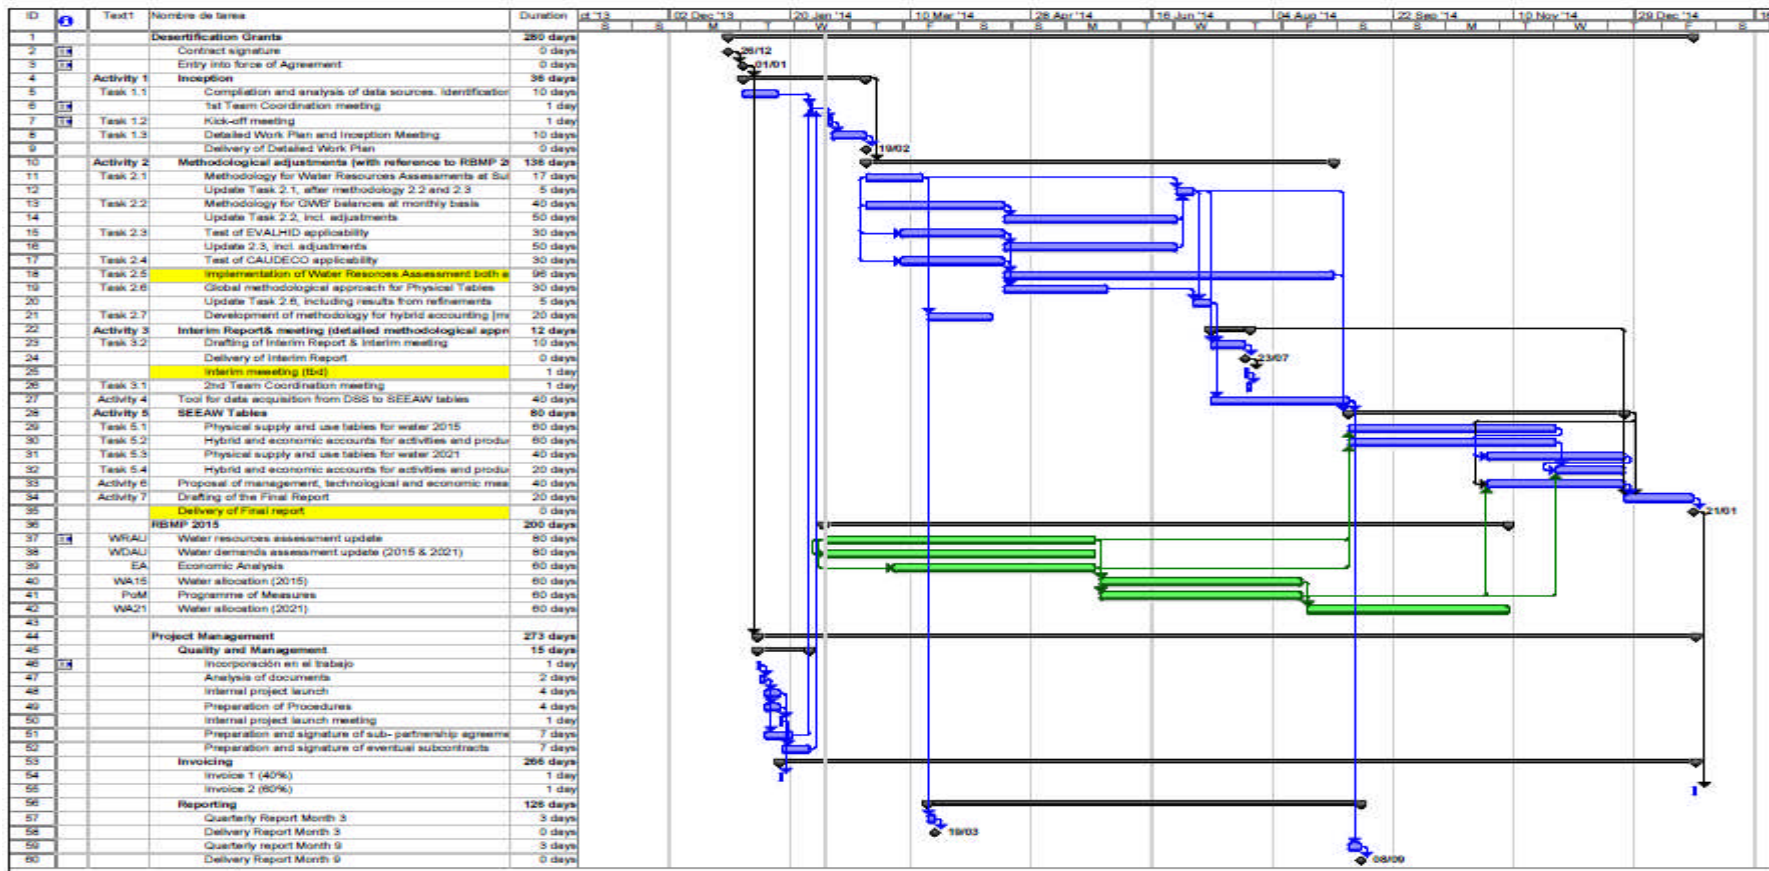 ID Text1 Nombre de tarea Duration ct '13 02 Dec '13 20 Jan '14 10 Mar '14 28 Apr '14 16 Jun '14 04 Aug '14 22 Sep '14 10 Nov '14 29 Dec '14
S S M T W T F S S M T W T F S S M T W T F S
1 Desertification Grants 280 days
2 Contract signature 0 days 26/12
3 Entry into force of Agreement 0 days 01/01
4 Activity 1 Inception 36 days
5 Task 1.1 Compilation and analysis of data sources. Identification 10 days
6 1st Team Coordination meeting 1 day
7 Task 1.2 Kick-off meeting 1 day
8 Task 1.3 Detailed Work Plan and Inception Meeting 10 days
9 Delivery of Detailed Work Plan 0 days 19/02
10 Activity 2 Methodological adjustments (with reference to RBMP 2 136 days
11 Task 2.1 Methodology for Water Resources Assessments at Su 17 days
12 Update Task 2.1, after methodology 2.2 and 2.3 5 days
13 Task 2.2 Methodology for GWB' balances at monthly basis 40 days
14 Update Task 2.2, incl. adjustments 50 days
15 Task 2.3 Test of EVALHID applicability 30 days
16 Update 2.3, incl. adjustments 50 days
17 Task 2.4 Test of CAUDECO applicability 30 days
18 Task 2.5 Implementation of Water Resorces Assessment both a 96 days
19 Task 2.6 Global methodological approach for Physical Tables 30 days
20 Update Task 2.6, including results from refinements 5 days
21 Task 2.7 Development of methodology for hybrid accounting [m 20 days
22 Activity 3 Interim Report& meeting (detailed methodological appr 12 days
23 Task 3.2 Drafting of Interim Report & Interim meeting 10 days
24 Delivery of Interim Report 0 days 23/07
25 Interim meeeting (tbd) 1 day
26 Task 3.1 2nd Team Coordination meeting 1 day
27 Activity 4 Tool for data acquisition from DSS to SEEAW tables 40 days
28 Activity 5 SEEAW Tables 80 days
29 Task 5.1 Physical supply and use tables for water 2015 60 days
30 Task 5.2 Hybrid and economic accounts for activities and produ 60 days
31 Task 5.3 Physical supply and use tables for water 2021 40 days
32 Task 5.4 Hybrid and economic accounts for activities and produ 20 days
33 Activity 6 Proposal of management, technological and economic mea 40 days
34 Activity 7 Drafting of the Final Report 20 days
35 Delivery of Final report 0 days 21/01
36 RBMP 2015 200 days
37 WRAU Water resources assessment update 80 days
38 WDAU Water demands assessment update (2015 & 2021) 80 days
39 EA Economic Analysis 60 days
40 WA15 Water allocation (2015) 60 days
41 PoM Programme of Measures 60 days
42 WA21 Water allocation (2021) 60 days
43
44 Project Management 273 days
45 Quality and Management 15 days
46 Incorporación en el trabajo 1 day
47 Analysis of documents 2 days
48 Internal project launch 4 days
49 Preparation of Procedures 4 days
50 Internal project launch meeting 1 day
51 Preparation and signature of sub- partnership agreeme 7 days
52 Preparation and signature of eventual subcontracts 7 days
53 Invoicing 266 days
54 Invoice 1 (40%) 1 day
55 Invoice 2 (60%) 1 day
56 Reporting 126 days
57 Quarterly Report Month 3 3 days
58 Delivery Report Month 3 0 days 19/03
59 Quarterly report Month 9 3 days
60 Delivery Report Month 9 0 days 08/09